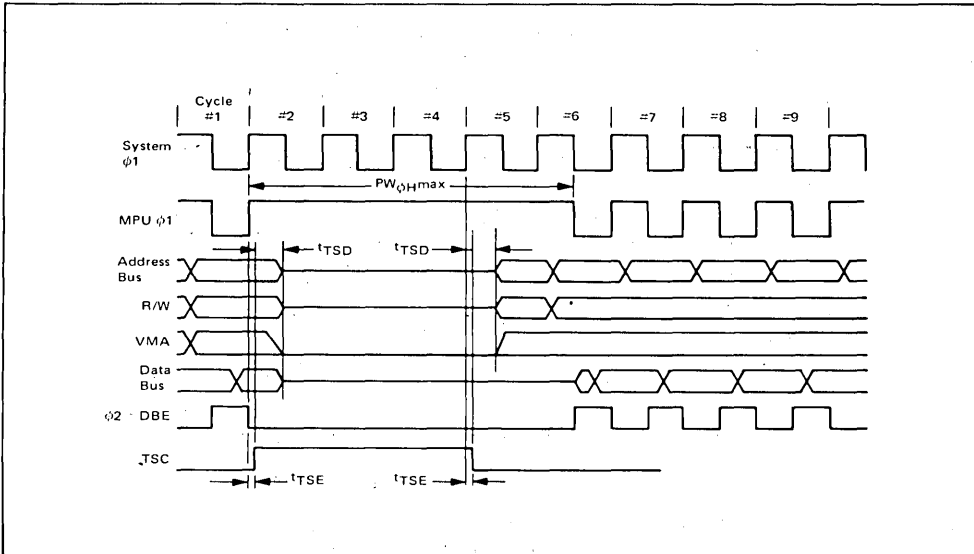 Cycle
#1 =2 =3 =4 =5 =6 =7 =8 =9
System
φ1
PWφHmax
MPU φ1
tTSD tTSD
Address
Bus
R/W
VMA
Data
Bus
φ2 DBE
TSC
tTSE tTSE